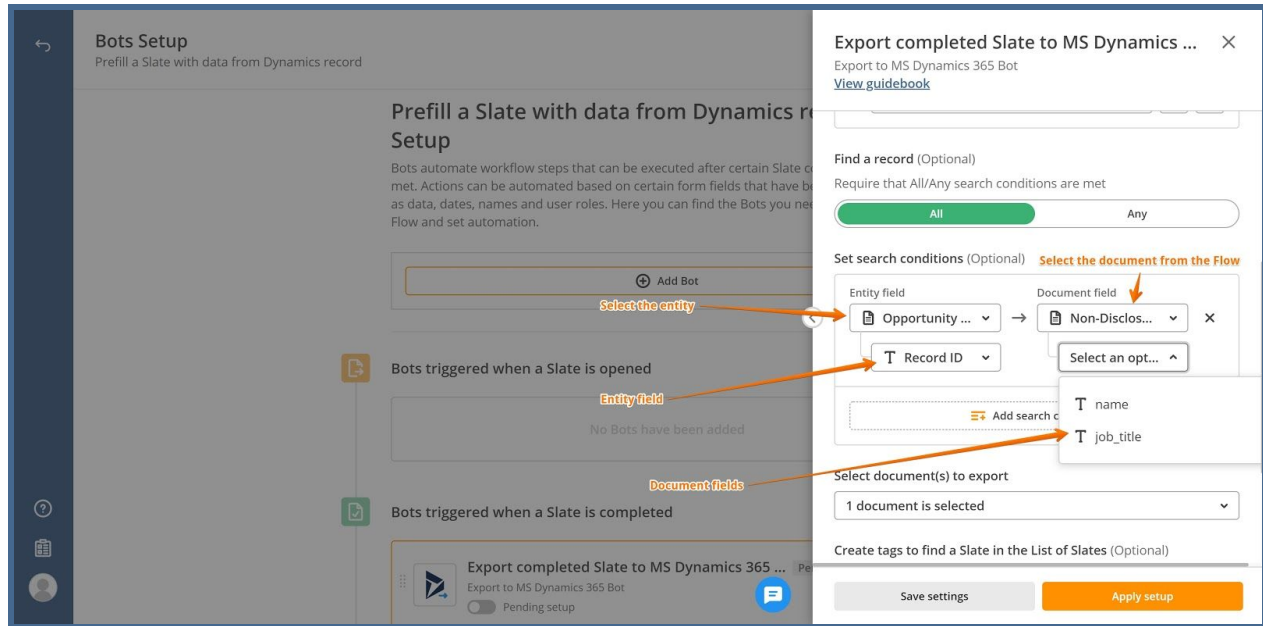 Bots Setup
Prefill a Slate with data from Dynamics record
Prefill a Slate with data from Dynamics
Setup
Bots automate workflow steps that can be executed after certain Slate
met. Actions can be automated based on certain form fields that have
as data, dates, names and user roles. Here you can find the Bots you
Flow and set automation.
Add Bot
Select the entity
Bots triggered when a Slate is opened
Entity field
No Bots have been added
Document fields
Bots triggered when a Slate is completed
Export completed Slate to MS Dynamics 365 ...
Export to MS Dynamics 365 Bot
Pending setup
Export completed Slate to MS Dynamics ...
Export to MS Dynamics 365 Bot
View guidebook
Find a record (Optional)
Require that All/Any search conditions are met
All Any
Set search conditions (Optional) Select the document from the Flow
Entity field Document field
Opportunity ... → Non-Disclos...
T Record ID Select an opt...
Add search
T name
T job_title
Select document(s) to export
1 document is selected
Create tags to find a Slate in the List of Slates (Optional)
Save settings Apply setup